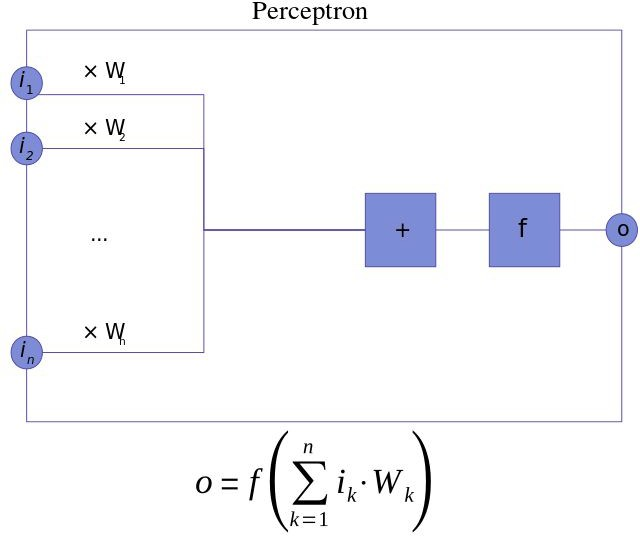 Perceptron
i1 × W1
i2 × W2
...
+ f o
in × Wn
o = f ( n ∑ k=1 ik · Wk )